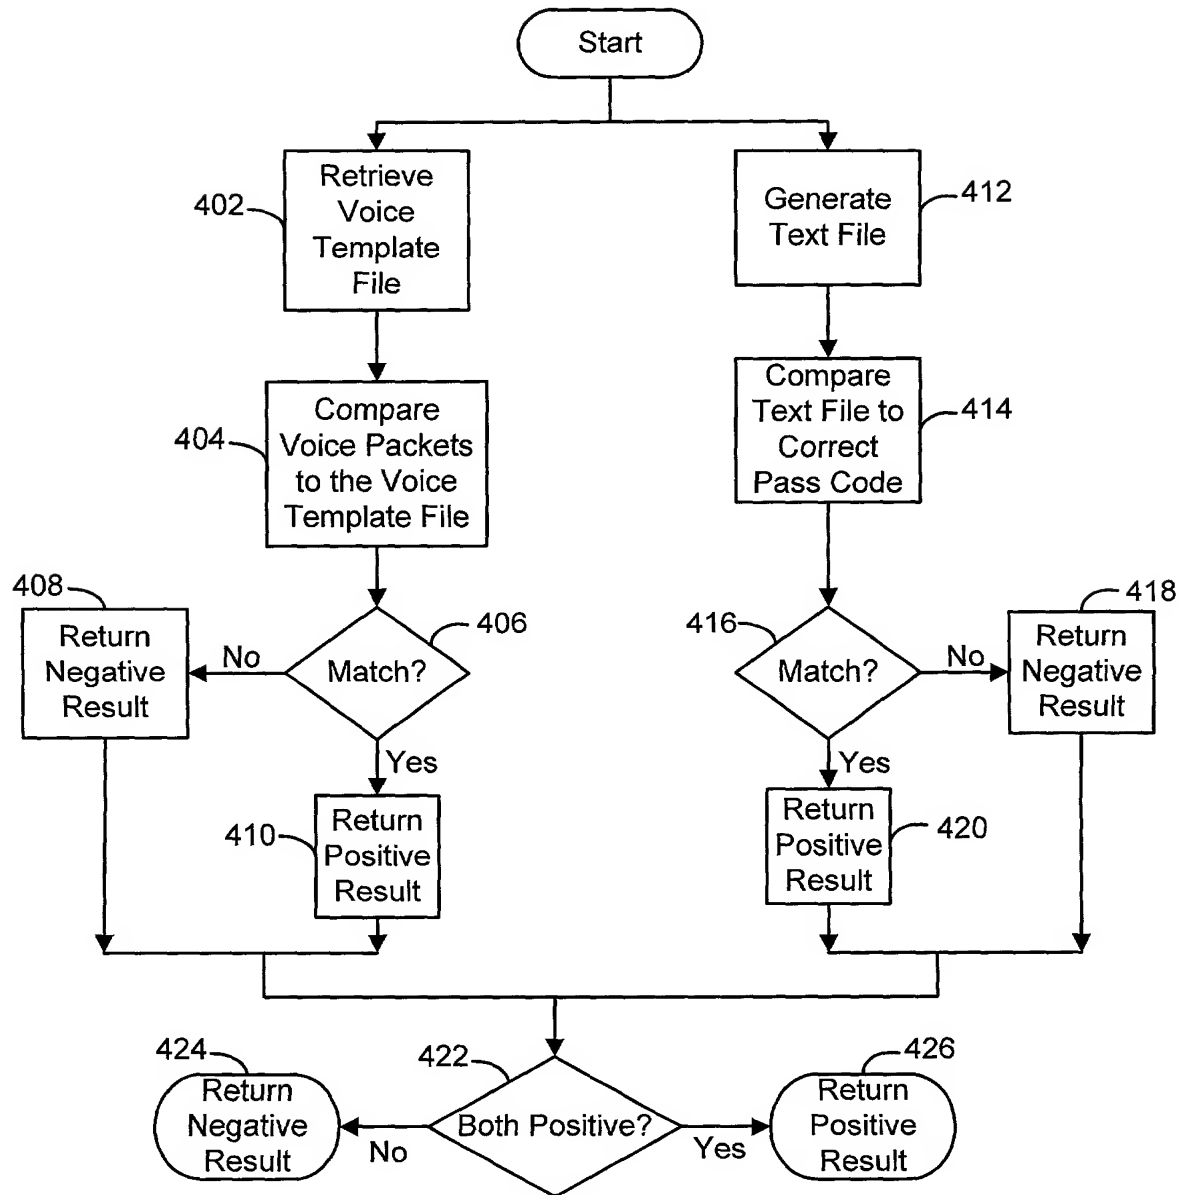 Start
402
Retrieve
Voice
Template
File
Generate
Text File
412
404
Compare
Voice Packets
to the Voice
Template File
Compare
Text File to
Correct
Pass Code
414
408
Return
Negative
Result
No
Match?
406
Yes
416
Match?
No
418
Return
Negative
Result
Yes
410
Return
Positive
Result
Return
Positive
Result
420
424
Return
Negative
Result
No
422
Both Positive?
Yes
426
Return
Positive
Result